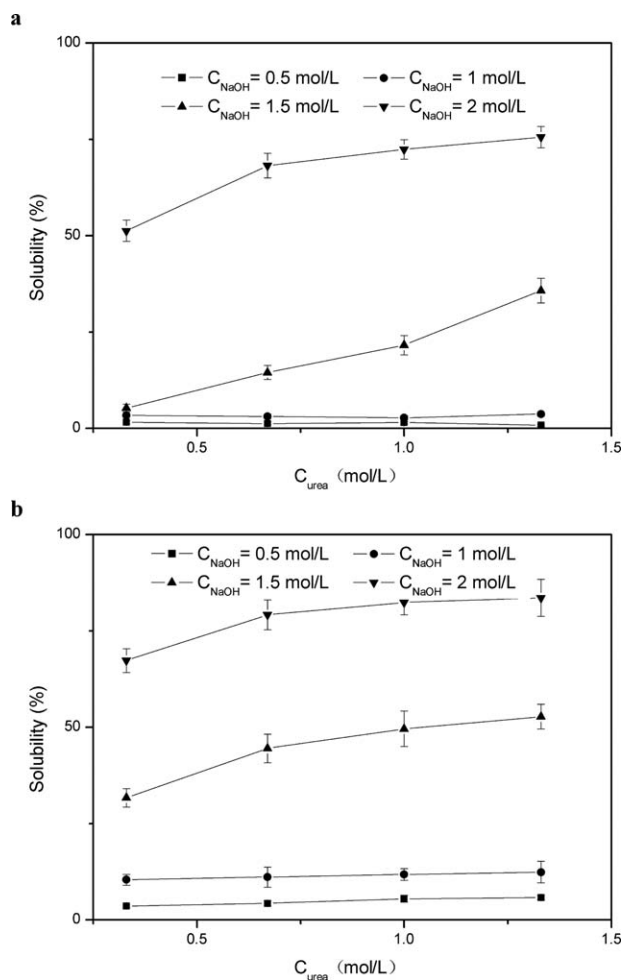 a
100
C_NaOH = 0.5 mol/L C_NaOH = 1 mol/L
C_NaOH = 1.5 mol/L C_NaOH = 2 mol/L
Solubility (%)
50
0
0.5 1.0 1.5
C_urea (mol/L)
b
100
C_NaOH = 0.5 mol/L C_NaOH = 1 mol/L
C_NaOH = 1.5 mol/L C_NaOH = 2 mol/L
Solubility (%)
50
0
0.5 1.0 1.5
C_urea (mol/L)